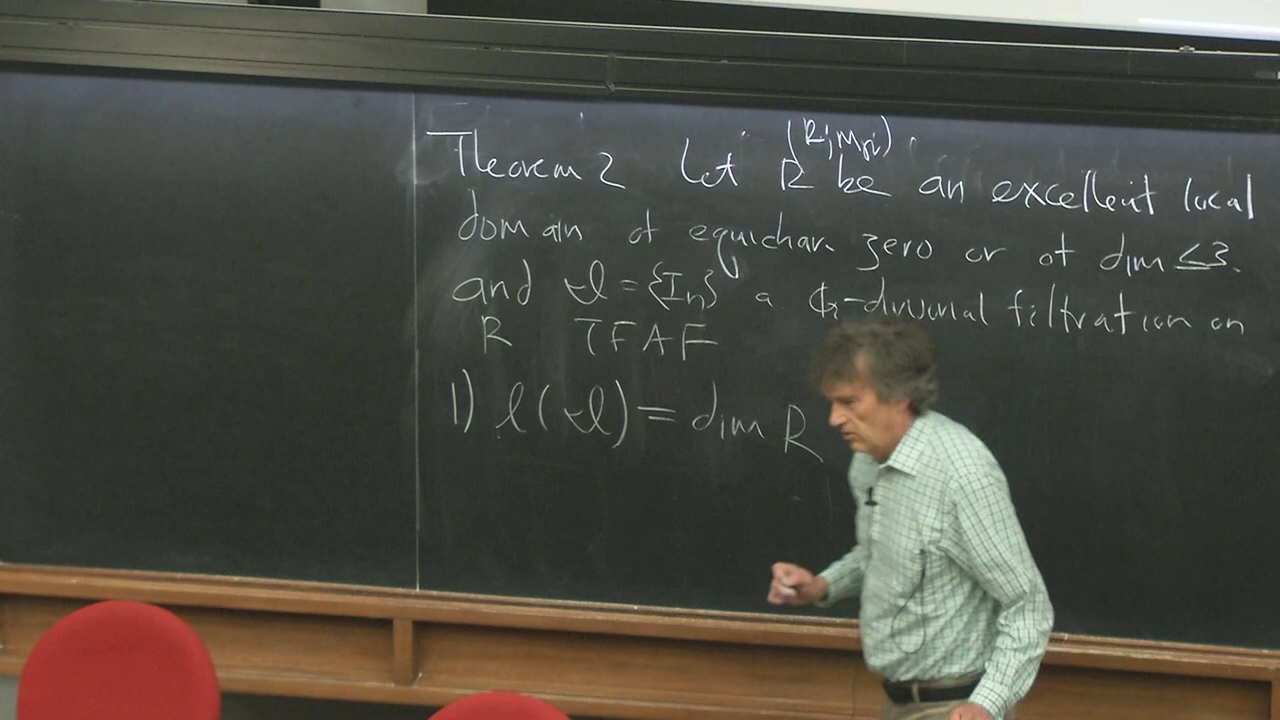 (R, m_R)
Theorem 2 Let R be an excellent local
domain of equichar. zero or of dim ≤ 3.
and 𝓘 = {I_n} a ℚ-divisorial filtration on
R TFAE
1) ℓ(𝓘) = dim R